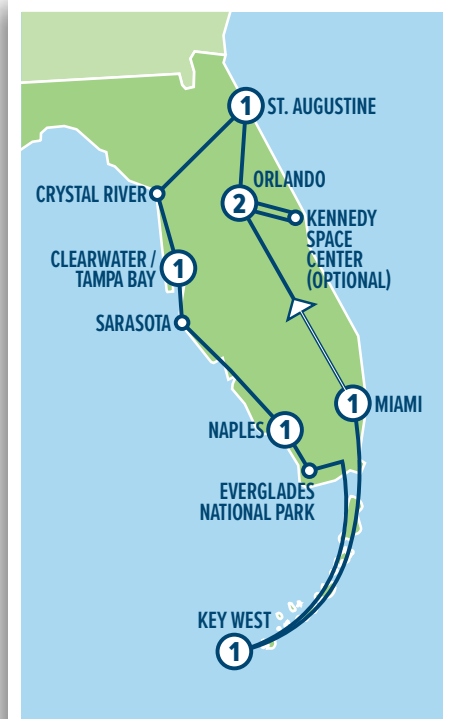 1 ST. AUGUSTINE
ORLANDO
2
CRYSTAL RIVER
KENNEDY
SPACE
CENTER
(OPTIONAL)
CLEARWATER /
TAMPA BAY
1
SARASOTA
1 MIAMI
NAPLES 1
EVERGLADES
NATIONAL PARK
KEY WEST
1